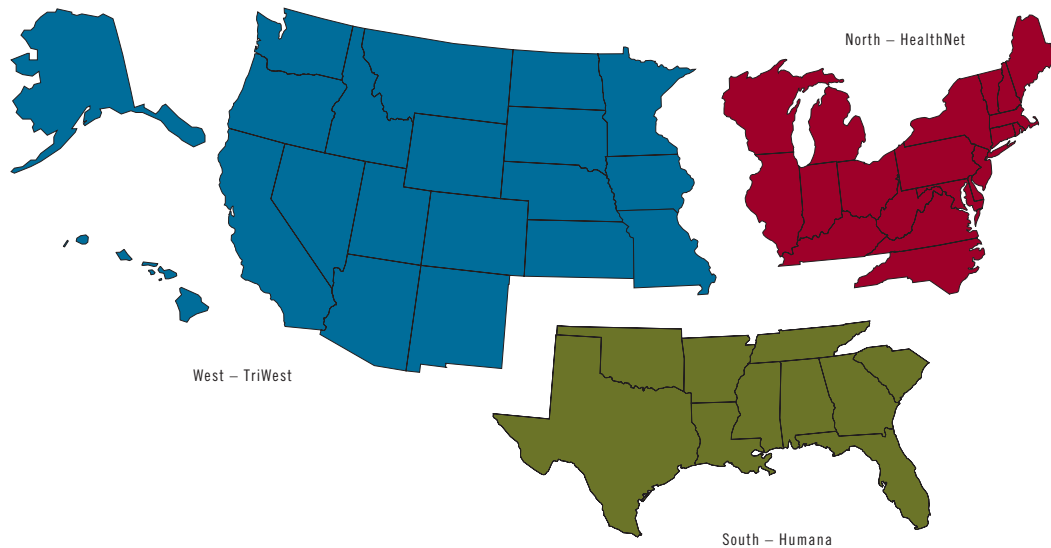 North – HealthNet
West – TriWest
South – Humana